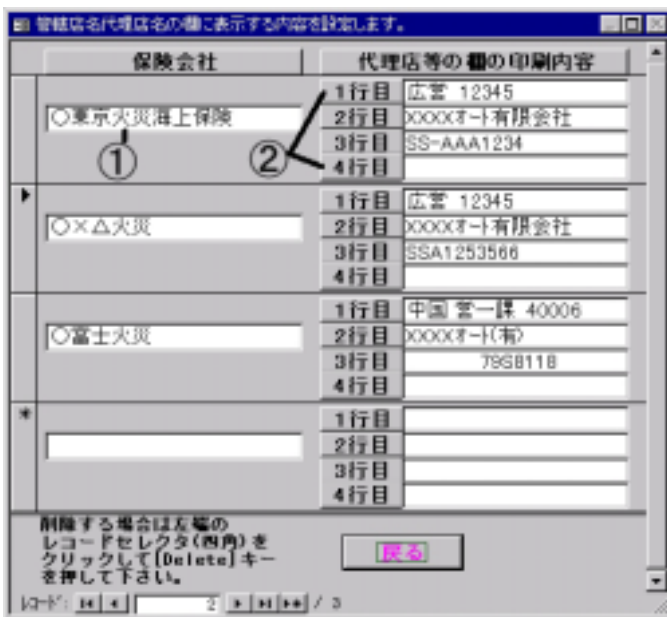 管轄店名代理店名の欄に表示する内容を設定します。
保険会社 代理店等の欄の印刷内容
1行目 広営 12345
○東京火災海上保険 2行目 XXXXオート有限会社
① ② 3行目 SS-AAA1234
4行目
1行目 広営 12345
○×△火災 2行目 XXXXオート有限会社
3行目 SSA1253566
4行目
1行目 中国 営一課 40006
○富士火災 2行目 XXXXオート(有)
3行目 79S8118
4行目
1行目
2行目
3行目
4行目
削除する場合は左端の
レコードセレクタ(四角)を
クリックして[Delete]キー
を押して下さい。
戻る
レコード: 2 / 3